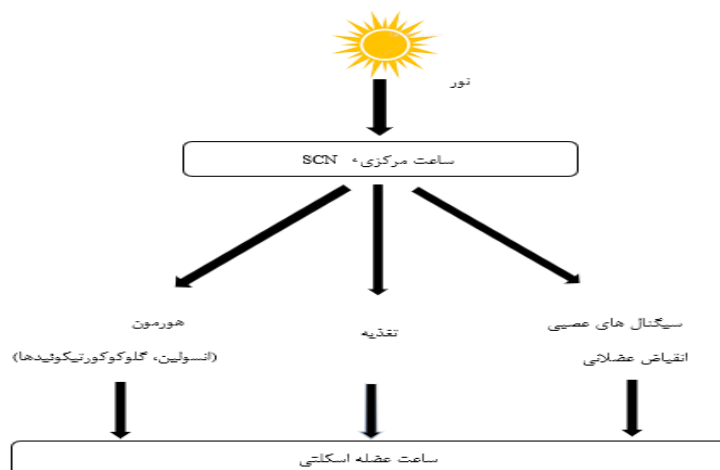 نور
ساعت مرکزی، SCN
سیگنال های عصبی
انقباض عضلانی
تغذیه
هورمون
(انسولین، گلوکوکورتیکوئیدها)
ساعت عضله اسکلتی